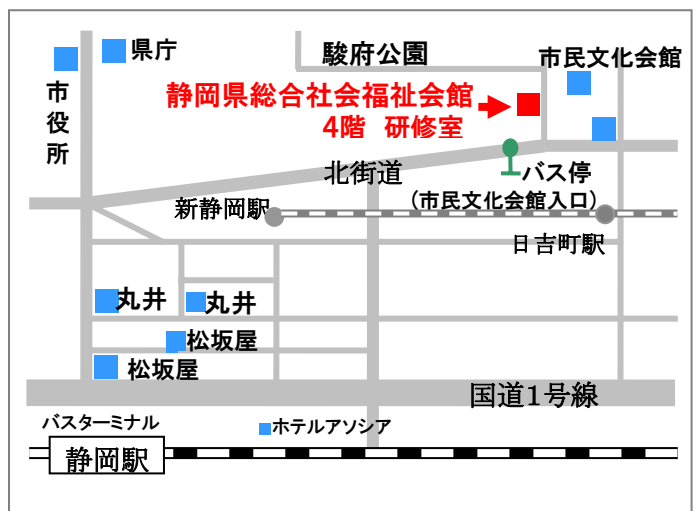 県庁
駿府公園
市民文化会館
市役所
静岡県総合社会福祉会館
4階 研修室
北街道
バス停
(市民文化会館入口)
新静岡駅
日吉町駅
丸井
丸井
松坂屋
松坂屋
国道1号線
バスターミナル
ホテルアソシア
静岡駅